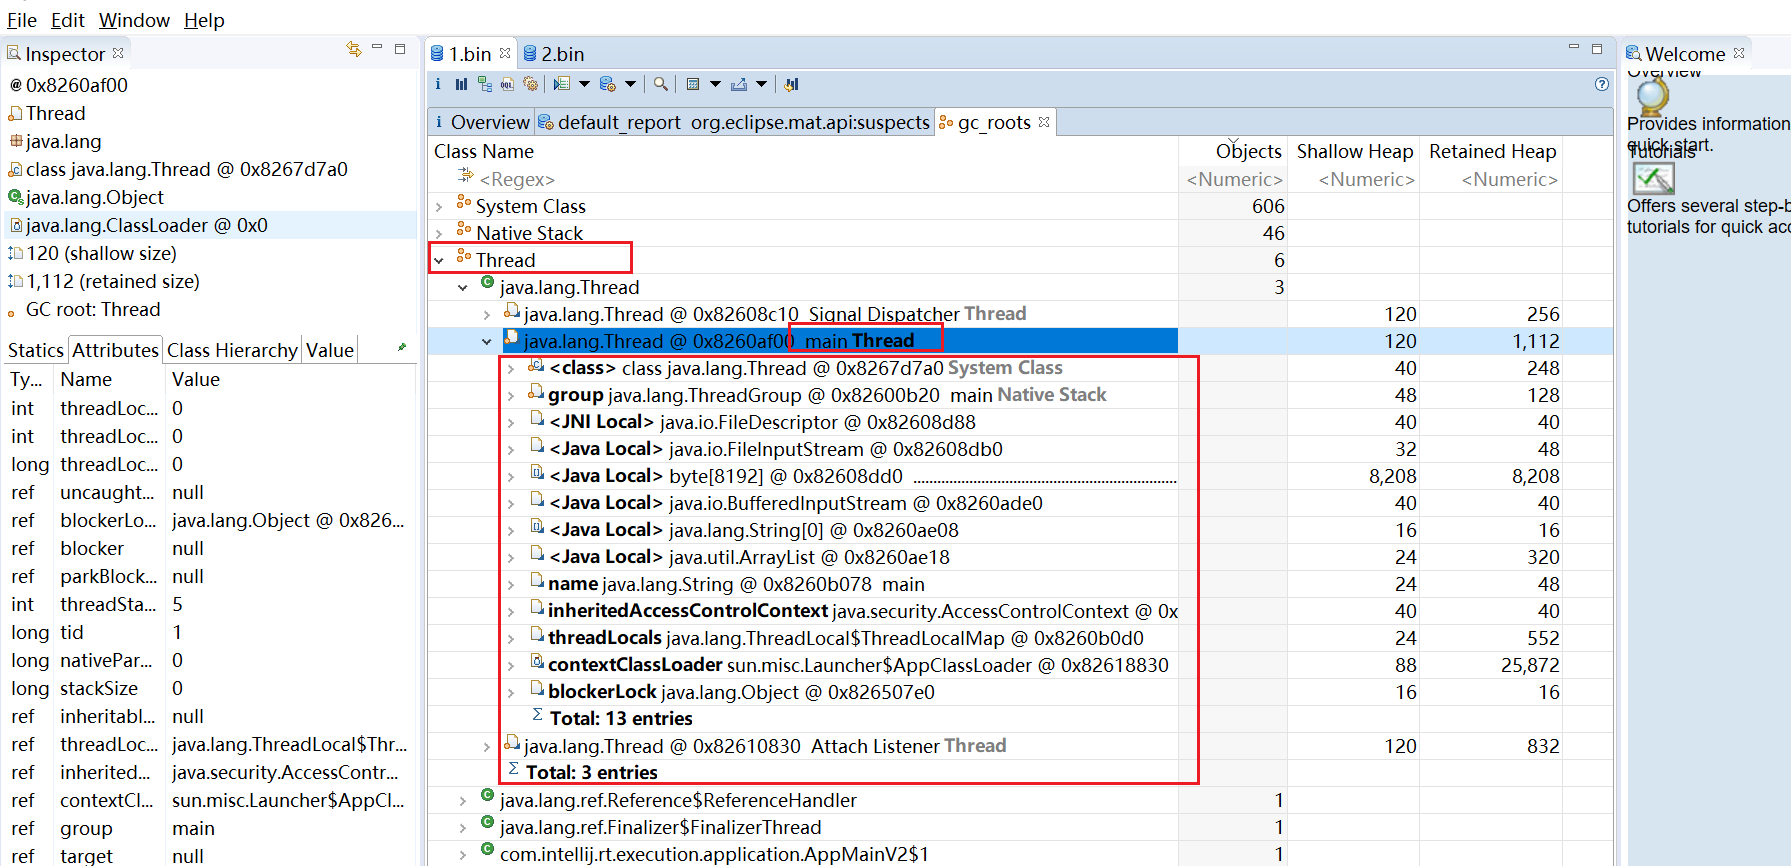 File Edit Window Help
Inspector
@ 0x8260af00
Thread
java.lang
class java.lang.Thread @ 0x8267d7a0
java.lang.Object
java.lang.ClassLoader @ 0x0
120 (shallow size)
1,112 (retained size)
GC root: Thread
Statics Attributes Class Hierarchy Value
Ty... Name Value
int threadLoc... 0
int threadLoc... 0
long threadLoc... 0
ref uncaught... null
ref blockerLo... java.lang.Object @ 0x826...
ref blocker null
ref parkBlock... null
int threadSta... 5
long tid 1
long nativePar... 0
long stackSize 0
ref inheritabl... null
ref threadLoc... java.lang.ThreadLocal$Thr...
ref inherited... java.security.AccessContr...
ref contextCl... sun.misc.Launcher$AppCl...
ref group main
ref target null
1.bin 2.bin
i OQL
i Overview default_report org.eclipse.mat.api:suspects gc_roots
Class Name Objects Shallow Heap Retained Heap
<Regex> <Numeric> <Numeric> <Numeric>
System Class 606
Native Stack 46
Thread 6
java.lang.Thread 3
java.lang.Thread @ 0x82608c10 Signal Dispatcher Thread 120 256
java.lang.Thread @ 0x8260af00 main Thread 120 1,112
<class> class java.lang.Thread @ 0x8267d7a0 System Class 40 248
group java.lang.ThreadGroup @ 0x82600b20 main Native Stack 48 128
<JNI Local> java.io.FileDescriptor @ 0x82608d88 40 40
<Java Local> java.io.FileInputStream @ 0x82608db0 32 48
<Java Local> byte[8192] @ 0x82608dd0 .................................................................. 8,208 8,208
<Java Local> java.io.BufferedInputStream @ 0x8260ade0 40 40
<Java Local> java.lang.String[0] @ 0x8260ae08 16 16
<Java Local> java.util.ArrayList @ 0x8260ae18 24 320
name java.lang.String @ 0x8260b078 main 24 48
inheritedAccessControlContext java.security.AccessControlContext @ 0x 40 40
threadLocals java.lang.ThreadLocal$ThreadLocalMap @ 0x8260b0d0 24 552
contextClassLoader sun.misc.Launcher$AppClassLoader @ 0x82618830 88 25,872
blockerLock java.lang.Object @ 0x826507e0 16 16
Σ Total: 13 entries
java.lang.Thread @ 0x82610830 Attach Listener Thread 120 832
Σ Total: 3 entries
java.lang.ref.Reference$ReferenceHandler 1
java.lang.ref.Finalizer$FinalizerThread 1
com.intellij.rt.execution.application.AppMainV2$1 1
Welcome
Overview
Provides information
quick start.
Tutorials
Offers several step-b
tutorials for quick acc